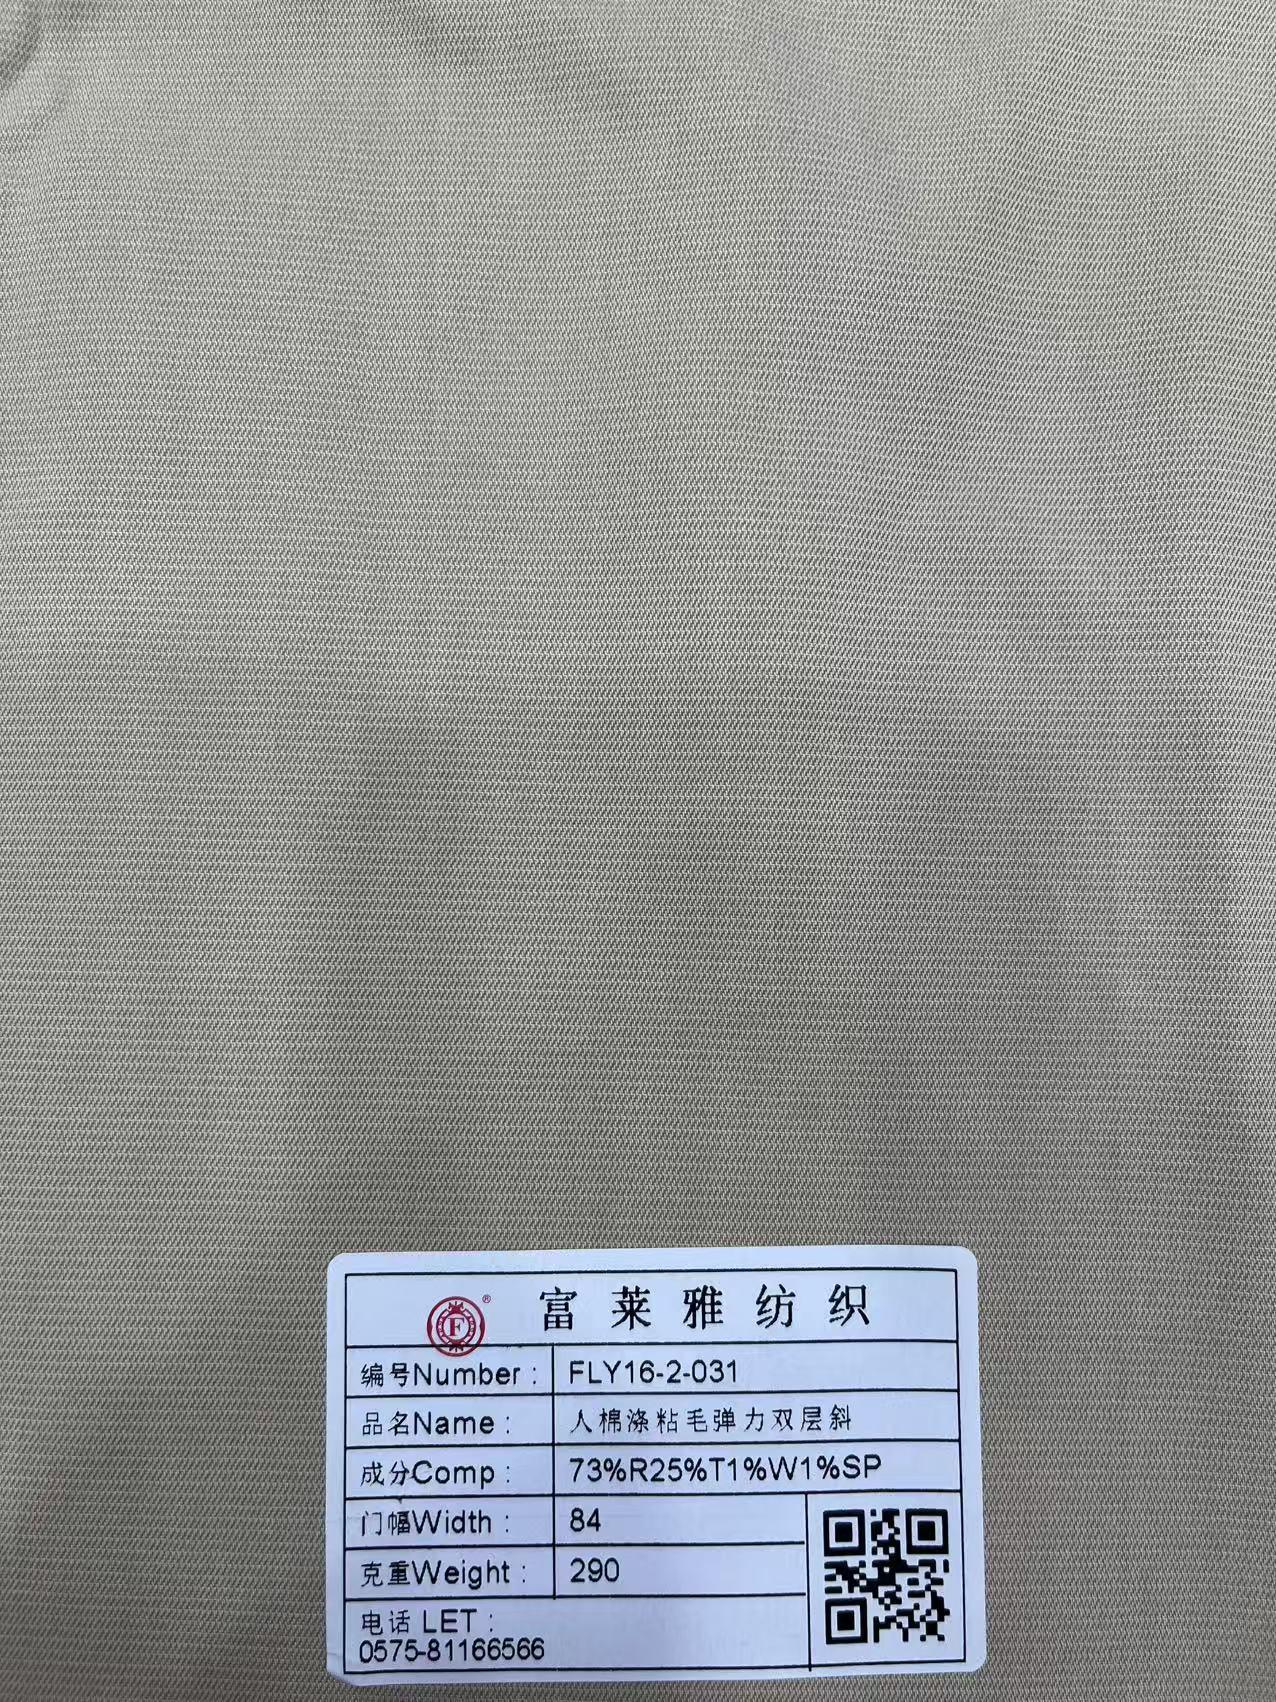 F ®
富莱雅纺织
编号Number: FLY16-2-031
品名Name: 人棉涤粘毛弹力双层斜
成分Comp: 73%R25%T1%W1%SP
门幅Width: 84
克重Weight: 290
电话 LET:
0575-81166566